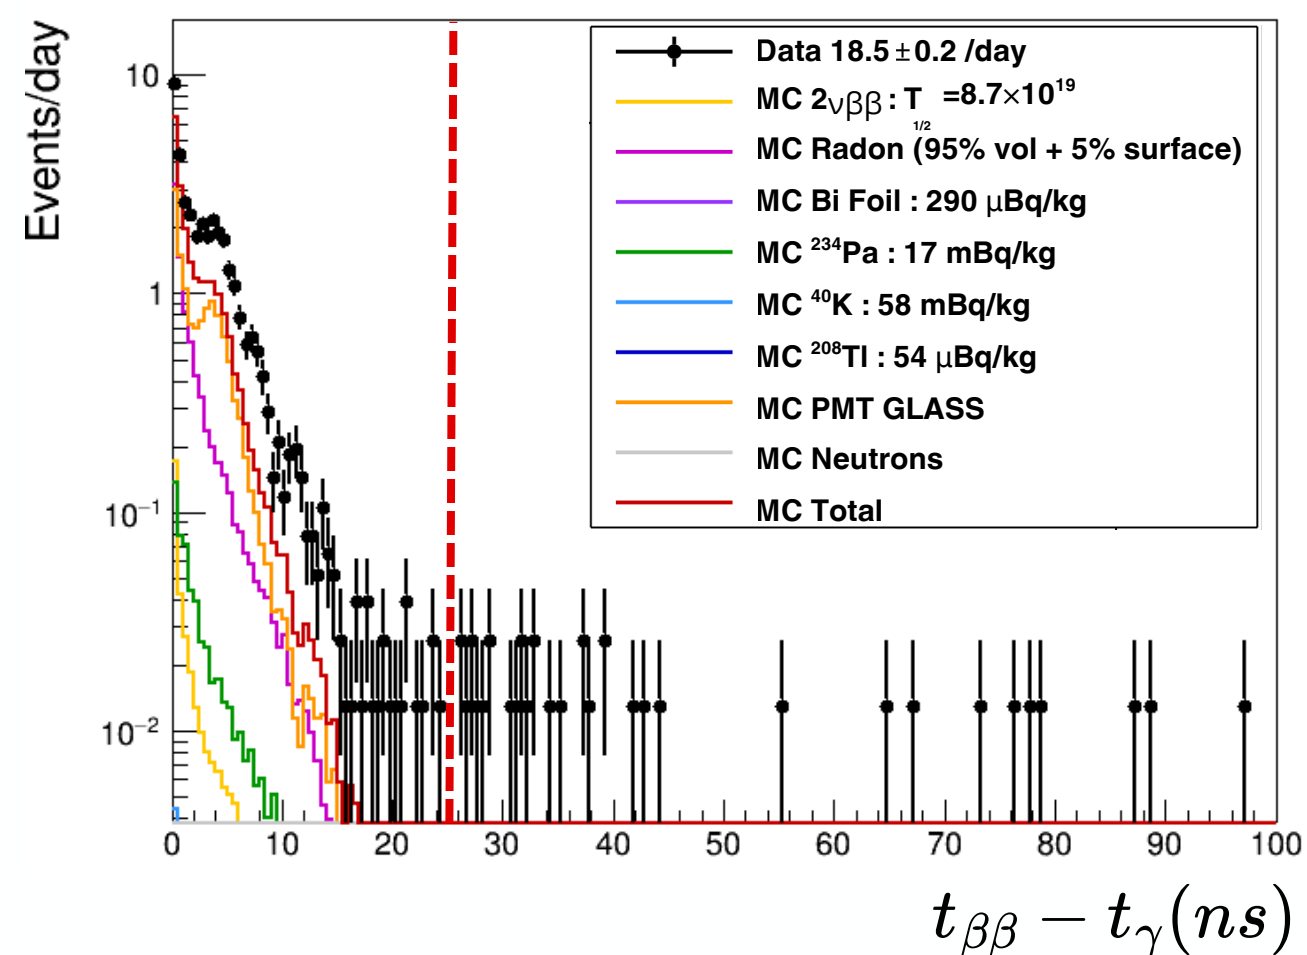 Events/day
10
1
10⁻¹
10⁻²
Data 18.5 ± 0.2 /day
MC 2νββ : T1/2 =8.7×10¹⁹
MC Radon (95% vol + 5% surface)
MC Bi Foil : 290 μBq/kg
MC ²³⁴Pa : 17 mBq/kg
MC ⁴⁰K : 58 mBq/kg
MC ²⁰⁸Tl : 54 μBq/kg
MC PMT GLASS
MC Neutrons
MC Total
0 10 20 30 40 50 60 70 80 90 100
tββ − tγ(ns)